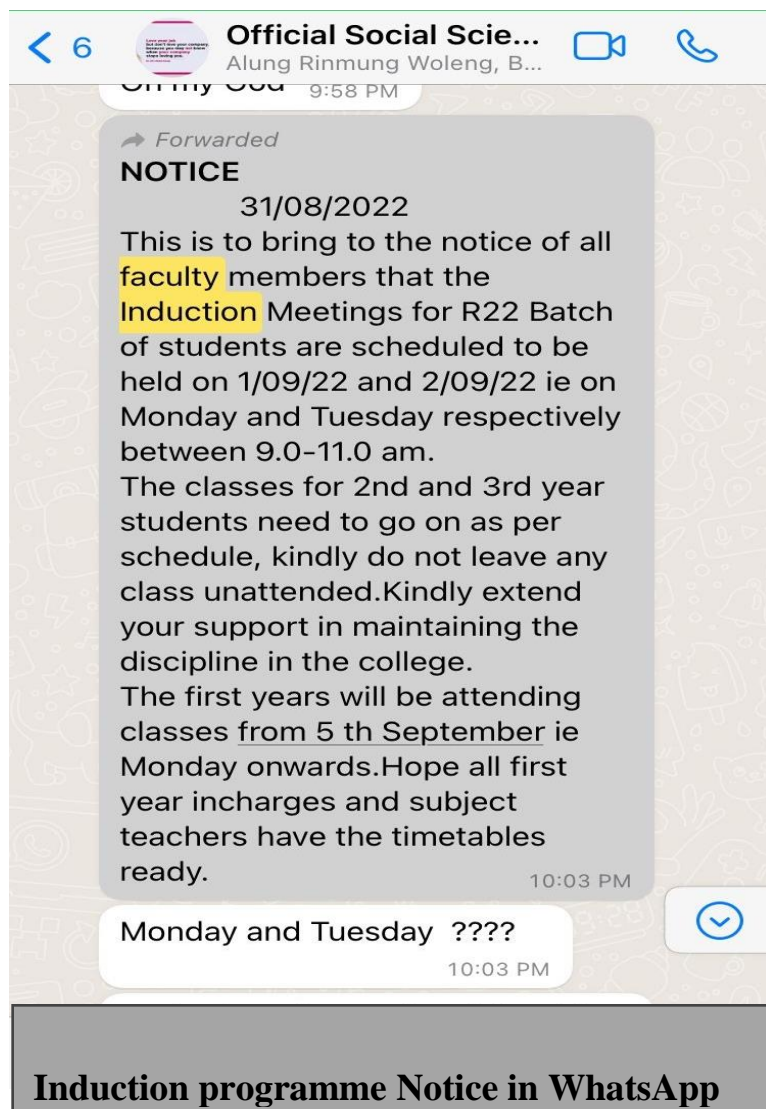 6
Official Social Scie...
Alung Rinmung Woleng, B...
Oh my God 9:58 PM
Forwarded
NOTICE
31/08/2022
This is to bring to the notice of all
faculty members that the
Induction Meetings for R22 Batch
of students are scheduled to be
held on 1/09/22 and 2/09/22 ie on
Monday and Tuesday respectively
between 9.0-11.0 am.
The classes for 2nd and 3rd year
students need to go on as per
schedule, kindly do not leave any
class unattended.Kindly extend
your support in maintaining the
discipline in the college.
The first years will be attending
classes from 5 th September ie
Monday onwards.Hope all first
year incharges and subject
teachers have the timetables
ready.
10:03 PM
Monday and Tuesday ????
10:03 PM
Induction programme Notice in WhatsApp